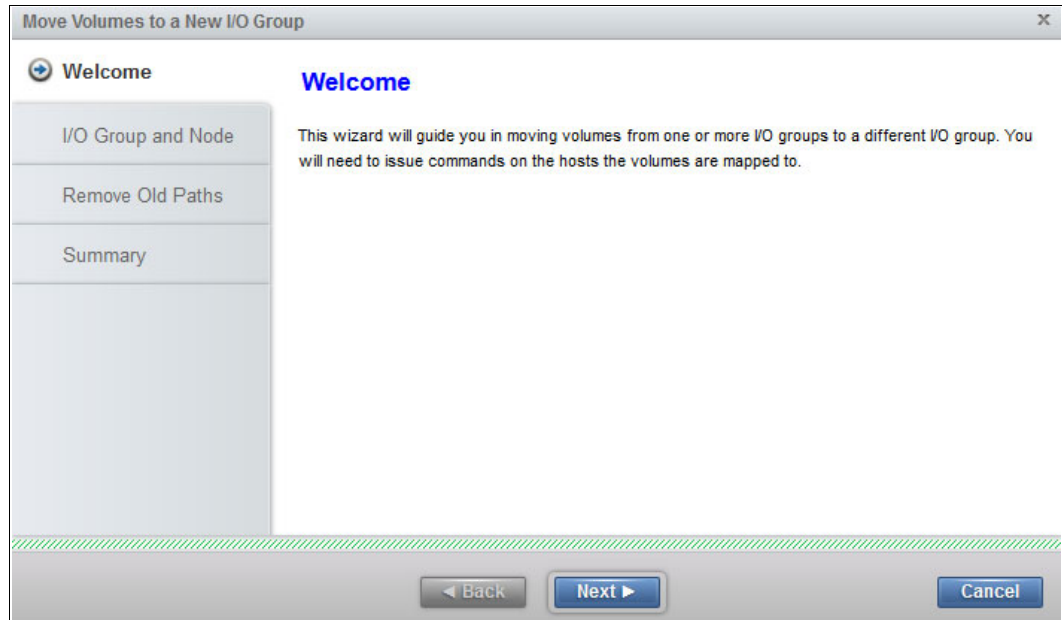 Move Volumes to a New I/O Group
x
Welcome
I/O Group and Node
Remove Old Paths
Summary
Welcome
This wizard will guide you in moving volumes from one or more I/O groups to a different I/O group. You
will need to issue commands on the hosts the volumes are mapped to.
Back
Next
Cancel